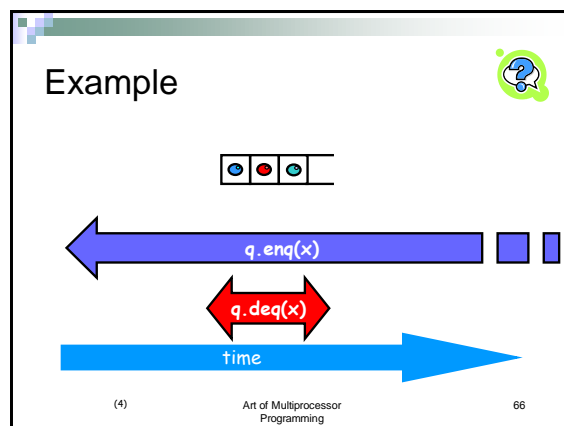 Example
?
q.enq(x)
q.deq(x)
time
(4)
Art of Multiprocessor
Programming
66